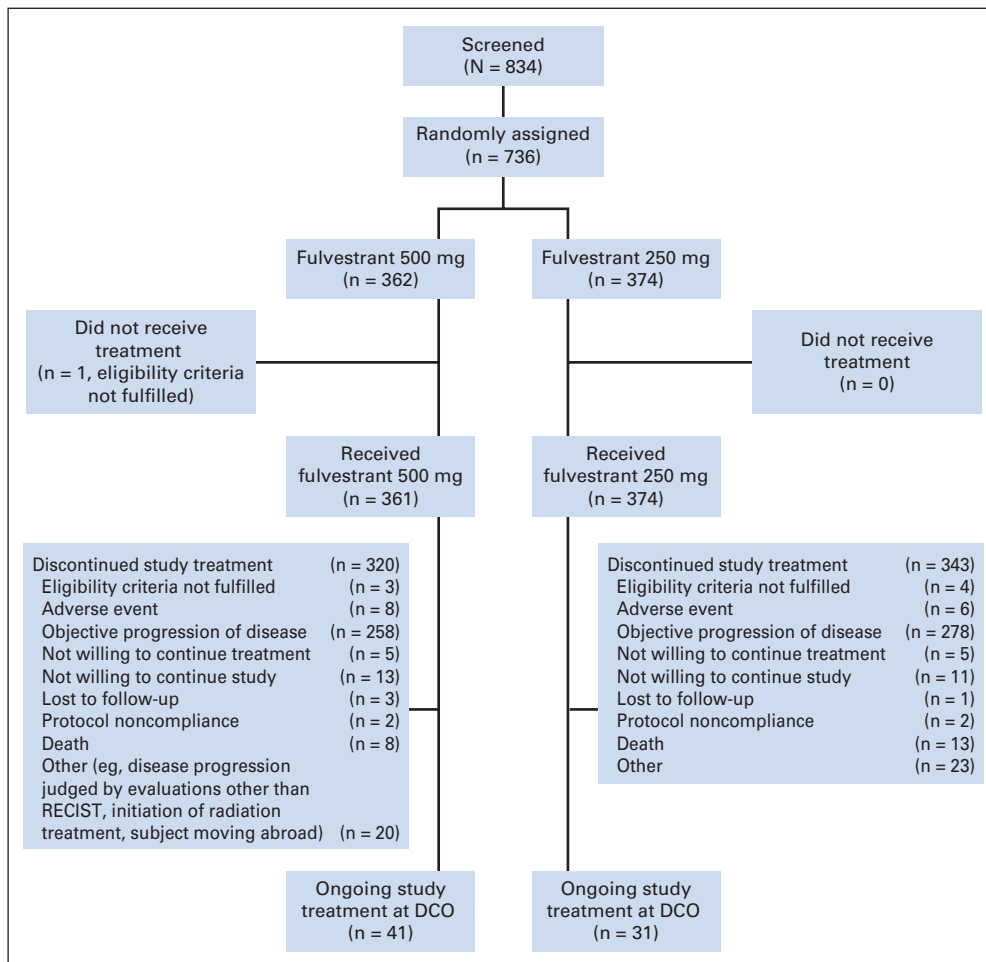 Screened
(N = 834)
Randomly assigned
(n = 736)
Fulvestrant 500 mg
(n = 362)
Fulvestrant 250 mg
(n = 374)
Did not receive
treatment
(n = 1, eligibility criteria
not fulfilled)
Did not receive
treatment
(n = 0)
Received
fulvestrant 500 mg
(n = 361)
Received
fulvestrant 250 mg
(n = 374)
Discontinued study treatment (n = 320)
Eligibility criteria not fulfilled (n = 3)
Adverse event (n = 8)
Objective progression of disease (n = 258)
Not willing to continue treatment (n = 5)
Not willing to continue study (n = 13)
Lost to follow-up (n = 3)
Protocol noncompliance (n = 2)
Death (n = 8)
Other (eg, disease progression
judged by evaluations other than
RECIST, initiation of radiation
treatment, subject moving abroad) (n = 20)
Discontinued study treatment (n = 343)
Eligibility criteria not fulfilled (n = 4)
Adverse event (n = 6)
Objective progression of disease (n = 278)
Not willing to continue treatment (n = 5)
Not willing to continue study (n = 11)
Lost to follow-up (n = 1)
Protocol noncompliance (n = 2)
Death (n = 13)
Other (n = 23)
Ongoing study
treatment at DCO
(n = 41)
Ongoing study
treatment at DCO
(n = 31)